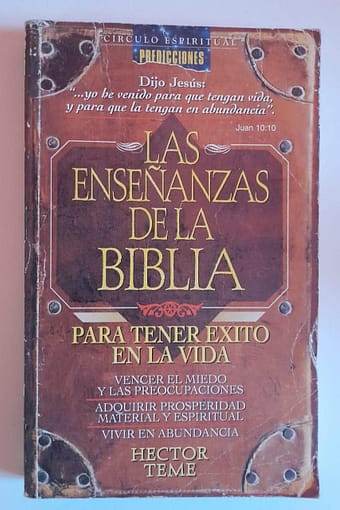 CIRCULO ESPIRITUAL
PREDICCIONES
Dijo Jesús:
"...yo he venido para que tengan vida,
y para que la tengan en abundancia".
Juan 10:10
LAS
ENSEÑANZAS
DE LA
BIBLIA
PARA TENER EXITO
EN LA VIDA
VENCER EL MIEDO
Y LAS PREOCUPACIONES
ADQUIRIR PROSPERIDAD
MATERIAL Y ESPIRITUAL
VIVIR EN ABUNDANCIA
HECTOR
TEME